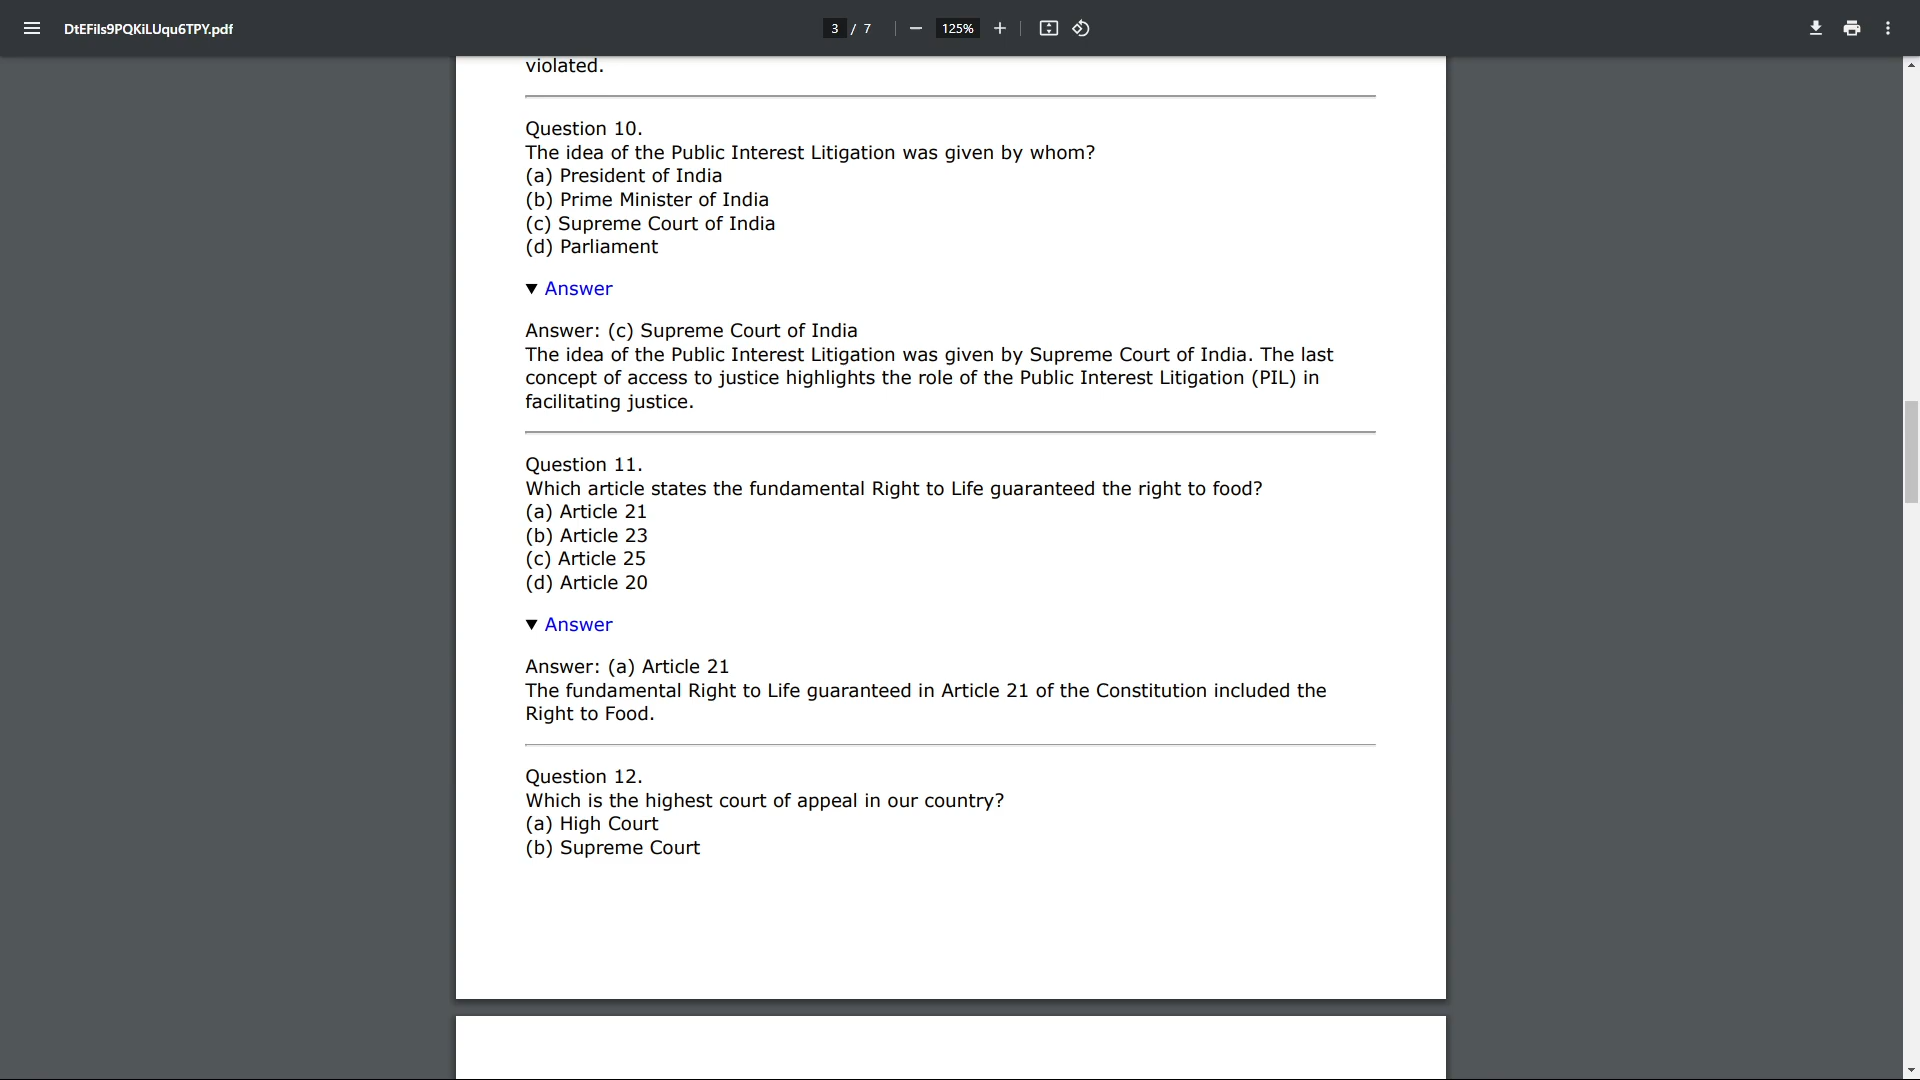 DtEFils9PQKiLUqu6TPY.pdf
3 / 7
125%
violated.
Question 10.
The idea of the Public Interest Litigation was given by whom?
(a) President of India
(b) Prime Minister of India
(c) Supreme Court of India
(d) Parliament
▼ Answer
Answer: (c) Supreme Court of India
The idea of the Public Interest Litigation was given by Supreme Court of India. The last
concept of access to justice highlights the role of the Public Interest Litigation (PIL) in
facilitating justice.
Question 11.
Which article states the fundamental Right to Life guaranteed the right to food?
(a) Article 21
(b) Article 23
(c) Article 25
(d) Article 20
▼ Answer
Answer: (a) Article 21
The fundamental Right to Life guaranteed in Article 21 of the Constitution included the
Right to Food.
Question 12.
Which is the highest court of appeal in our country?
(a) High Court
(b) Supreme Court